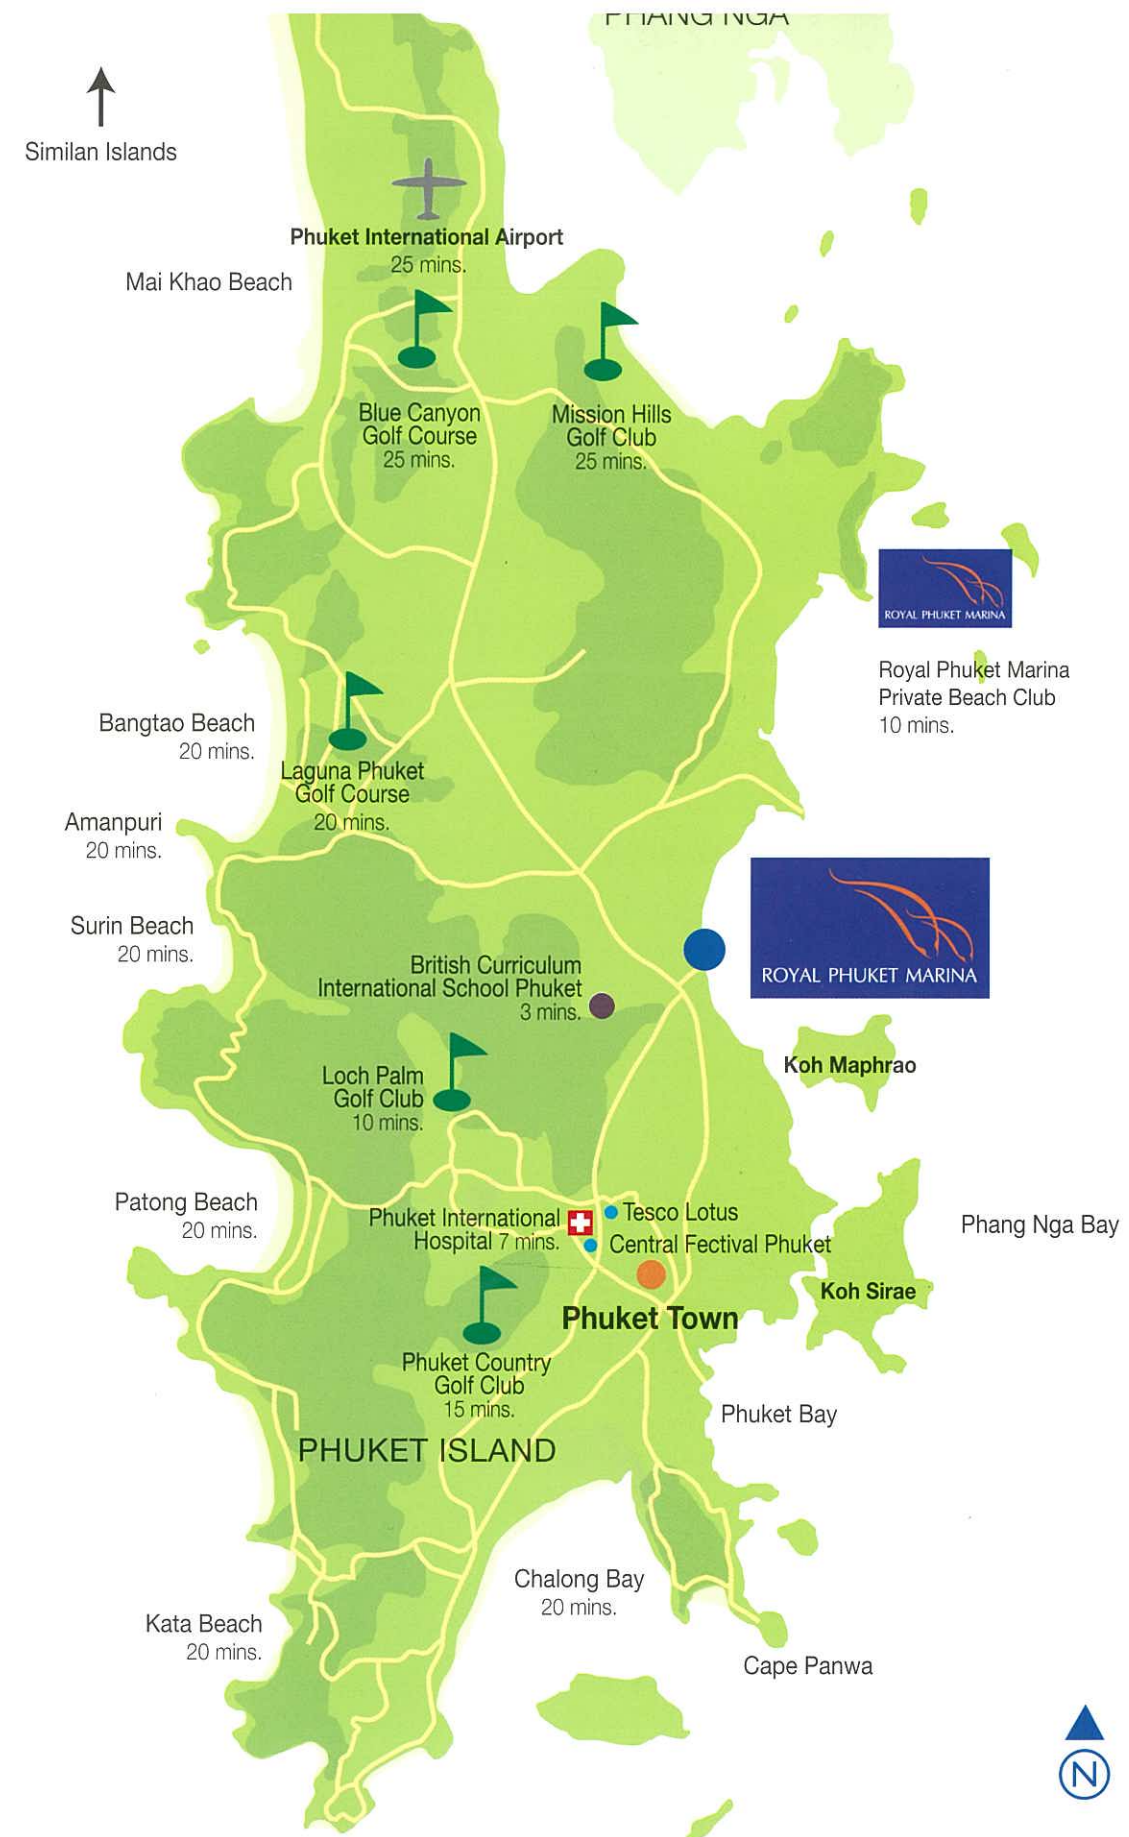 PHANG NGA
Similan Islands
Phuket International Airport
25 mins.
Mai Khao Beach
Blue Canyon
Golf Course
25 mins.
Mission Hills
Golf Club
25 mins.
ROYAL PHUKET MARINA
Royal Phuket Marina
Private Beach Club
10 mins.
Bangtao Beach
20 mins.
Laguna Phuket
Golf Course
20 mins.
Amanpuri
20 mins.
Surin Beach
20 mins.
British Curriculum
International School Phuket
3 mins.
ROYAL PHUKET MARINA
Koh Maphrao
Loch Palm
Golf Club
10 mins.
Patong Beach
20 mins.
Phuket International
Hospital 7 mins.
Tesco Lotus
Central Fectival Phuket
Phang Nga Bay
Koh Sirae
Phuket Town
Phuket Country
Golf Club
15 mins.
Phuket Bay
PHUKET ISLAND
Chalong Bay
20 mins.
Kata Beach
20 mins.
Cape Panwa
N